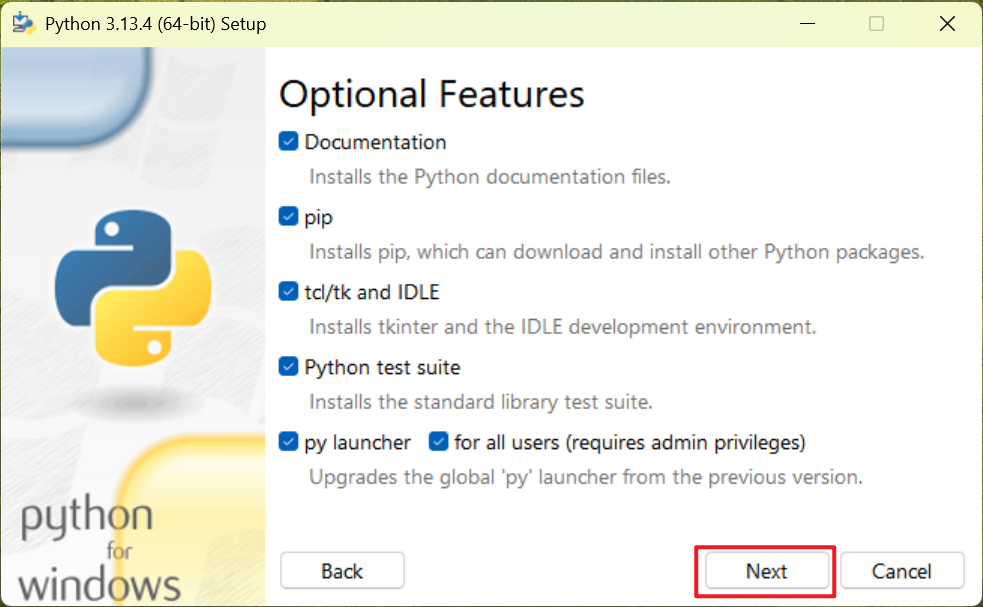 Python 3.13.4 (64-bit) Setup
Optional Features
Documentation
Installs the Python documentation files.
pip
Installs pip, which can download and install other Python packages.
tcl/tk and IDLE
Installs tkinter and the IDLE development environment.
Python test suite
Installs the standard library test suite.
py launcher for all users (requires admin privileges)
Upgrades the global 'py' launcher from the previous version.
python
for
windows
Back Next Cancel